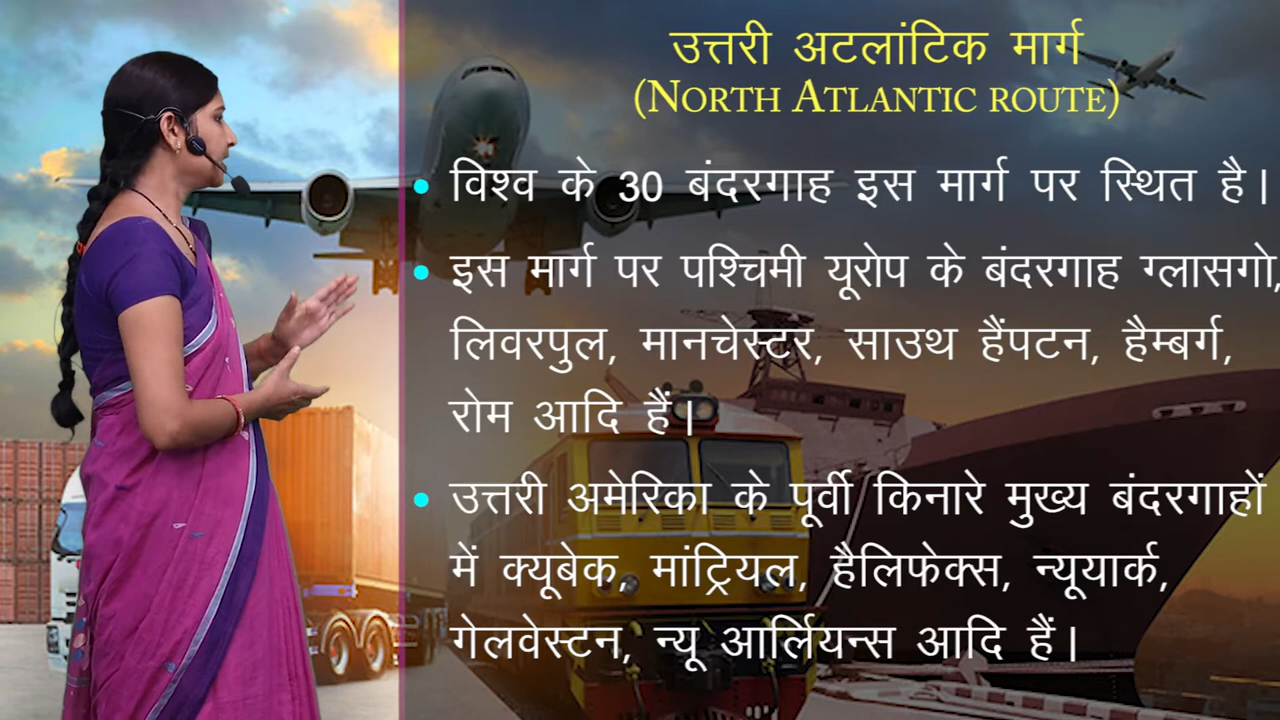 उत्तरी अटलांटिक मार्ग
(NORTH ATLANTIC ROUTE)
• विश्व के 30 बंदरगाह इस मार्ग पर स्थित है।
• इस मार्ग पर पश्चिमी यूरोप के बंदरगाह ग्लासगो,
लिवरपुल, मानचेस्टर, साउथ हैंपटन, हैम्बर्ग,
रोम आदि हैं।
• उत्तरी अमेरिका के पूर्वी किनारे मुख्य बंदरगाहों
में क्यूबेक, मांट्रियल, हैलिफेक्स, न्यूयार्क,
गेलवेस्टन, न्यू आर्लियन्स आदि हैं।